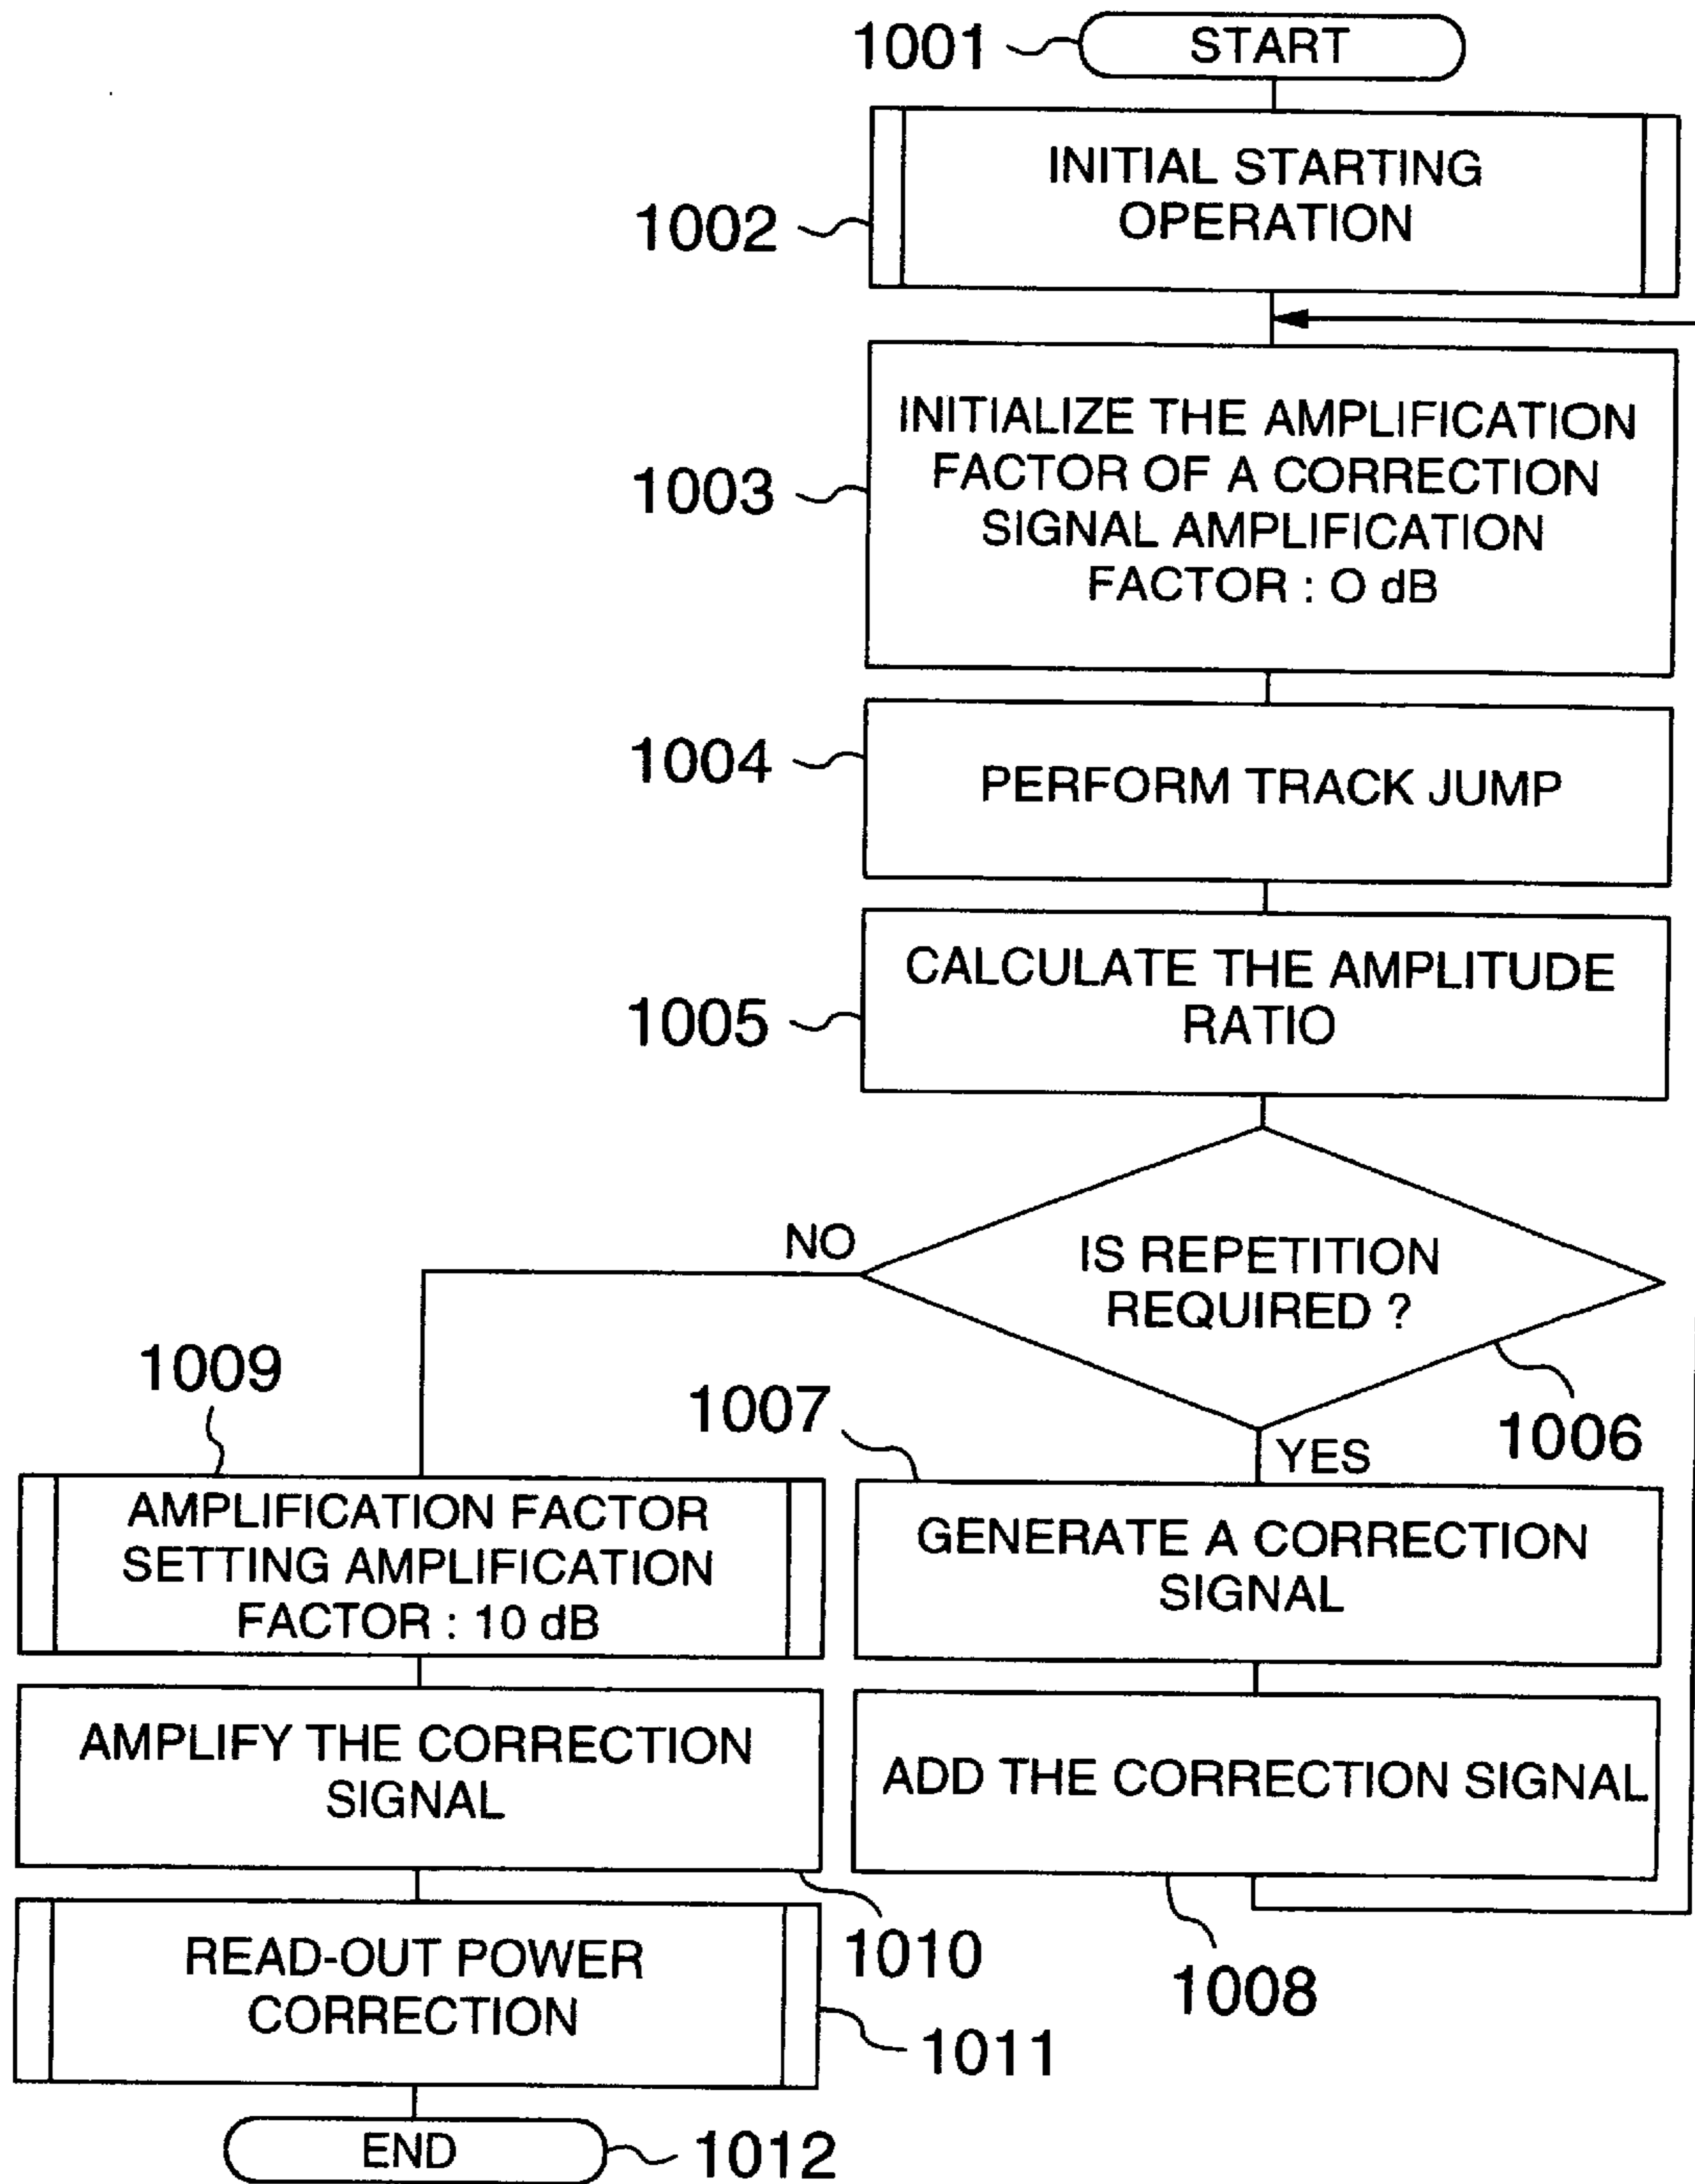 1001
START
INITIAL STARTING
OPERATION
1002
INITIALIZE THE AMPLIFICATION
FACTOR OF A CORRECTION
SIGNAL AMPLIFICATION
FACTOR : O dB
1003
1004
PERFORM TRACK JUMP
CALCULATE THE AMPLITUDE
RATIO
1005
NO
IS REPETITION
REQUIRED ?
1006
YES
1009
1007
AMPLIFICATION FACTOR
SETTING AMPLIFICATION
FACTOR : 10 dB
GENERATE A CORRECTION
SIGNAL
AMPLIFY THE CORRECTION
SIGNAL
ADD THE CORRECTION SIGNAL
1010
1008
READ-OUT POWER
CORRECTION
1011
END
1012